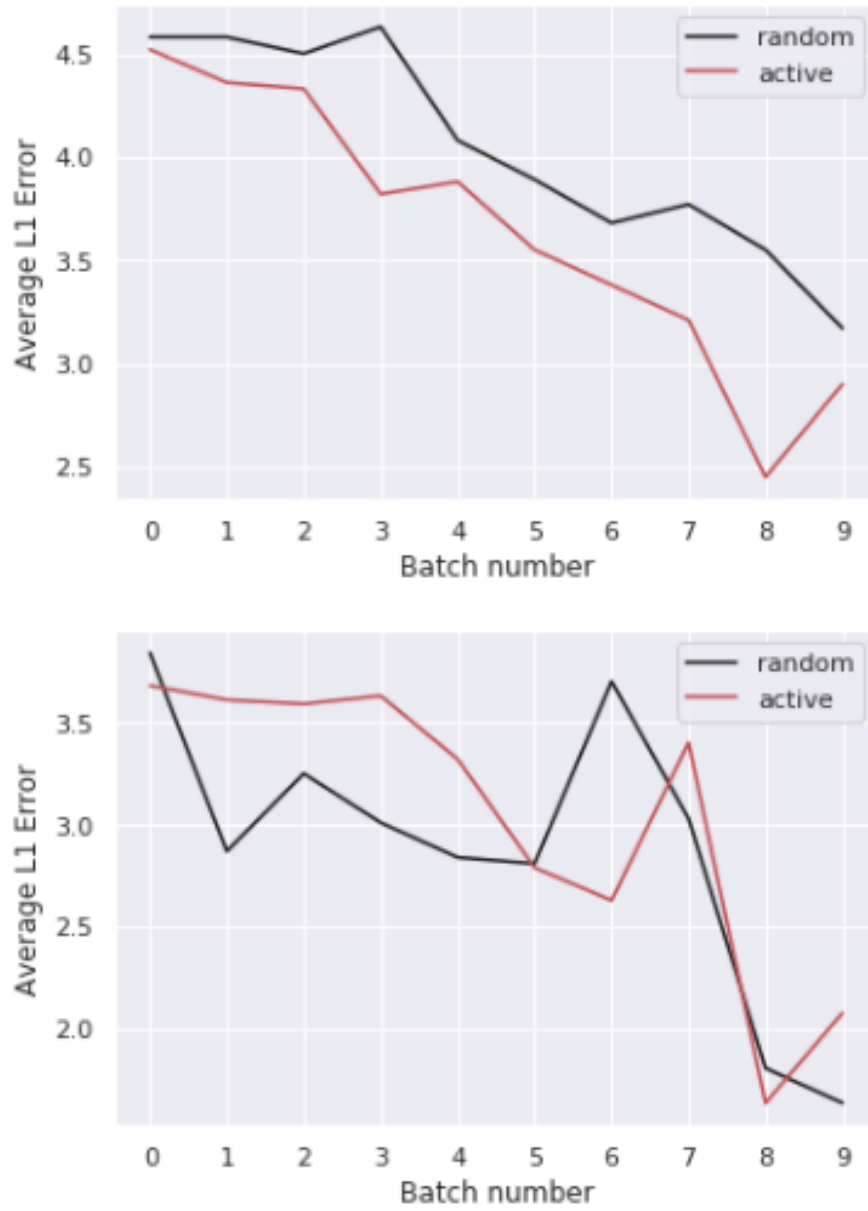 4.5
4.0
3.5
3.0
2.5
Average L1 Error
random
active
0 1 2 3 4 5 6 7 8 9
Batch number
3.5
3.0
2.5
2.0
Average L1 Error
random
active
0 1 2 3 4 5 6 7 8 9
Batch number